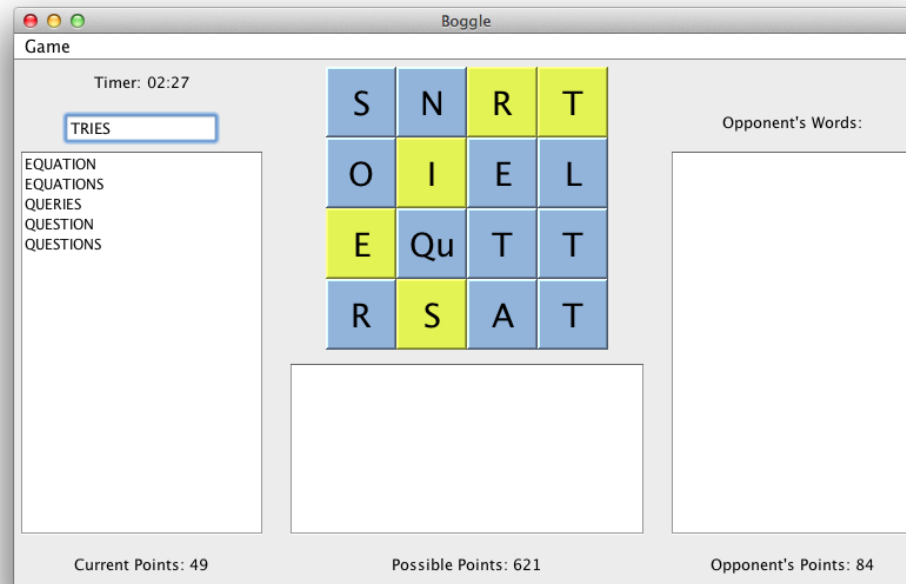 Boggle
Game
Timer: 02:27
TRIES
EQUATION
EQUATIONS
QUERIES
QUESTION
QUESTIONS
Current Points: 49
S N R T
O I E L
E Qu T T
R S A T
Possible Points: 621
Opponent's Words:
Opponent's Points: 84